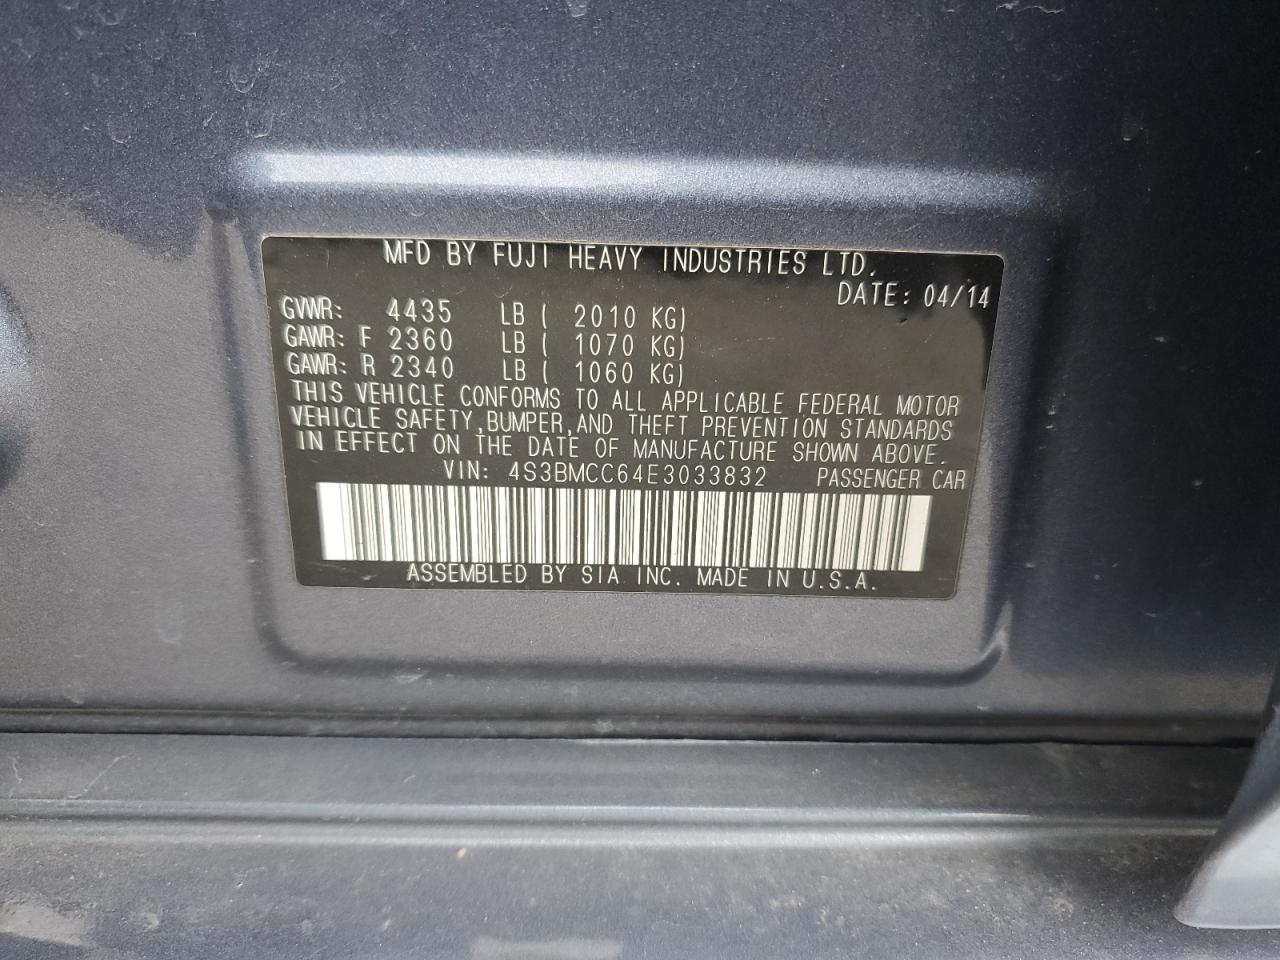 MFD BY FUJI HEAVY INDUSTRIES LTD.
DATE: 04/14
GVWR: 4435 LB ( 2010 KG)
GAWR: F 2360 LB ( 1070 KG)
GAWR: R 2340 LB ( 1060 KG)
THIS VEHICLE CONFORMS TO ALL APPLICABLE FEDERAL MOTOR
VEHICLE SAFETY,BUMPER,AND THEFT PREVENTION STANDARDS
IN EFFECT ON THE DATE OF MANUFACTURE SHOWN ABOVE.
VIN: 4S3BMCC64E3033832 PASSENGER CAR
ASSEMBLED BY SIA INC. MADE IN U.S.A.